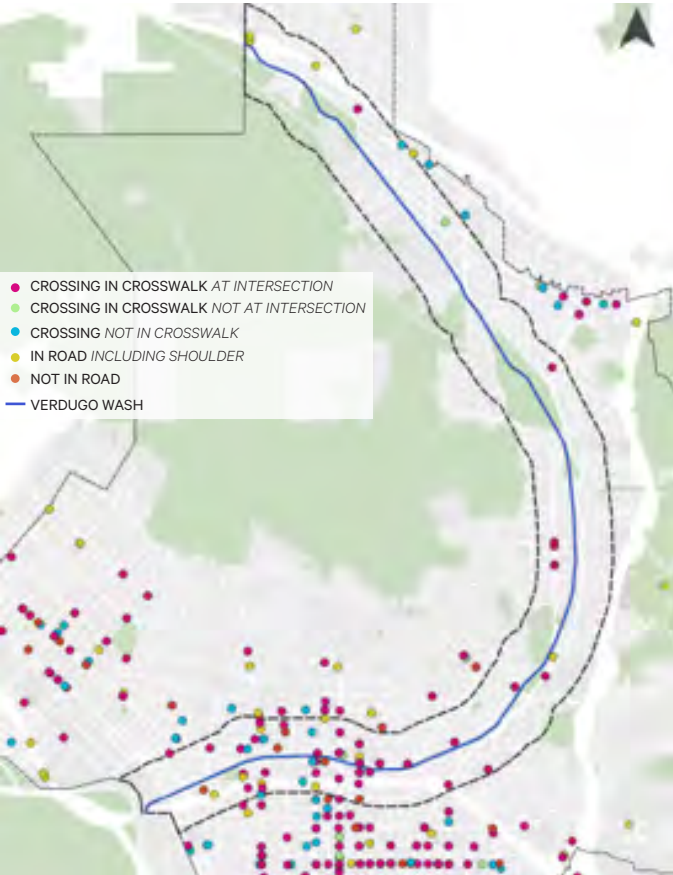 CROSSING IN CROSSWALK AT INTERSECTION
CROSSING IN CROSSWALK NOT AT INTERSECTION
CROSSING NOT IN CROSSWALK
IN ROAD INCLUDING SHOULDER
NOT IN ROAD
VERDUGO WASH